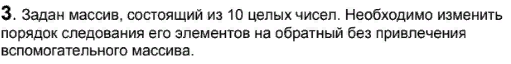 3. Задан массив, состоящий из 10 целых чисел. Необходимо изменить
порядок следования его элементов на обратный без привлечения
вспомогательного массива.